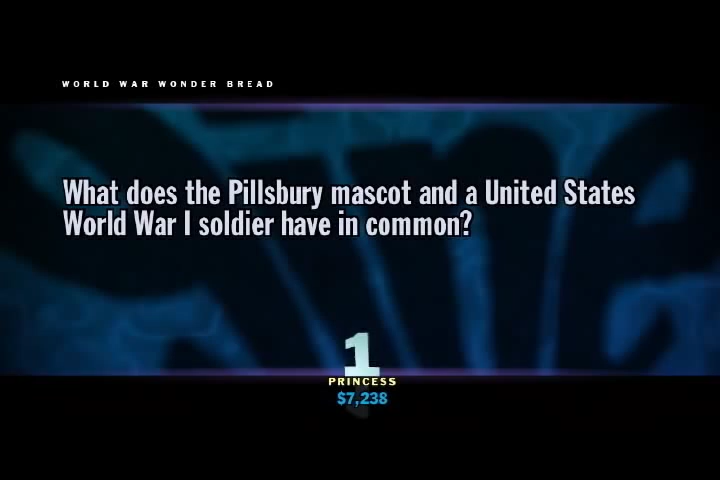 WORLD WAR WONDER BREAD
What does the Pillsbury mascot and a United States
World War I soldier have in common?
1
PRINCESS
$7,238